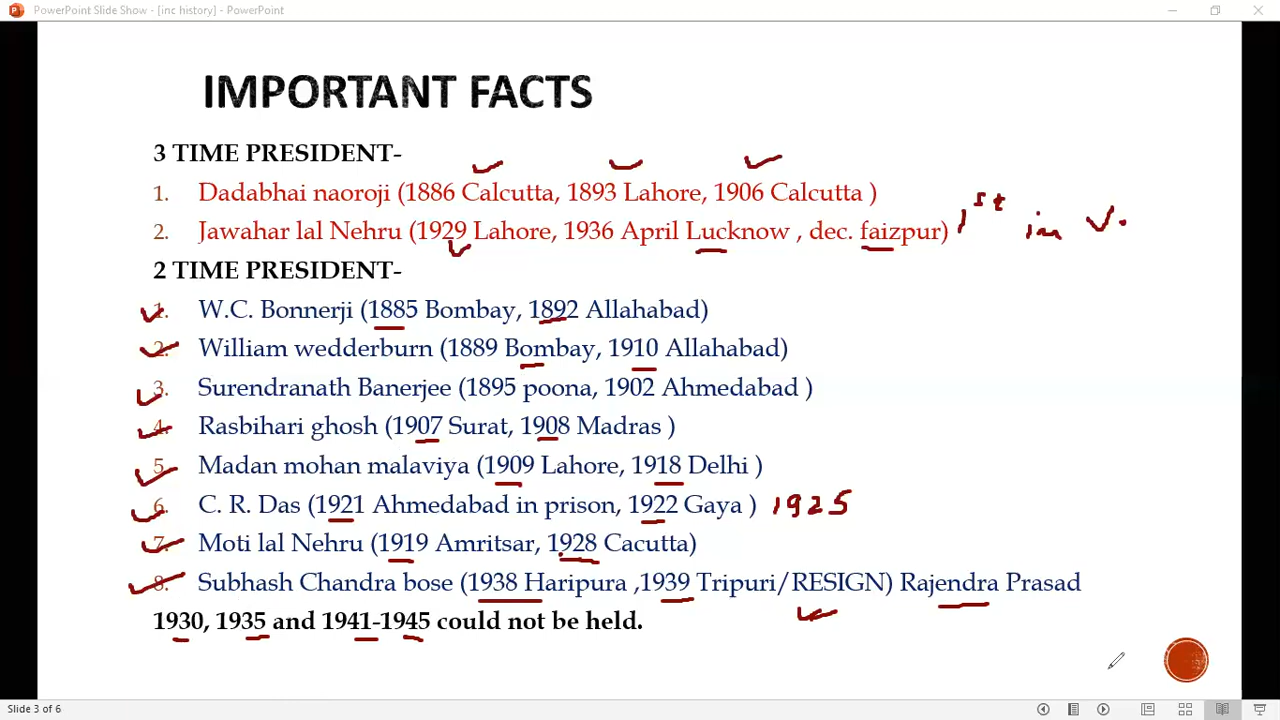 PowerPoint Slide Show - [inc history] - PowerPoint
IMPORTANT FACTS
3 TIME PRESIDENT-
1. Dadabhai naoroji (1886 Calcutta, 1893 Lahore, 1906 Calcutta )
2. Jawahar lal Nehru (1929 Lahore, 1936 April Lucknow , dec. faizpur) 1st in V.
2 TIME PRESIDENT-
1. W.C. Bonnerji (1885 Bombay, 1892 Allahabad)
2. William wedderburn (1889 Bombay, 1910 Allahabad)
3. Surendranath Banerjee (1895 poona, 1902 Ahmedabad )
4. Rasbihari ghosh (1907 Surat, 1908 Madras )
5. Madan mohan malaviya (1909 Lahore, 1918 Delhi )
6. C. R. Das (1921 Ahmedabad in prison, 1922 Gaya ) 1925
7. Moti lal Nehru (1919 Amritsar, 1928 Cacutta)
8. Subhash Chandra bose (1938 Haripura ,1939 Tripuri/RESIGN) Rajendra Prasad
1930, 1935 and 1941-1945 could not be held.
Slide 3 of 6